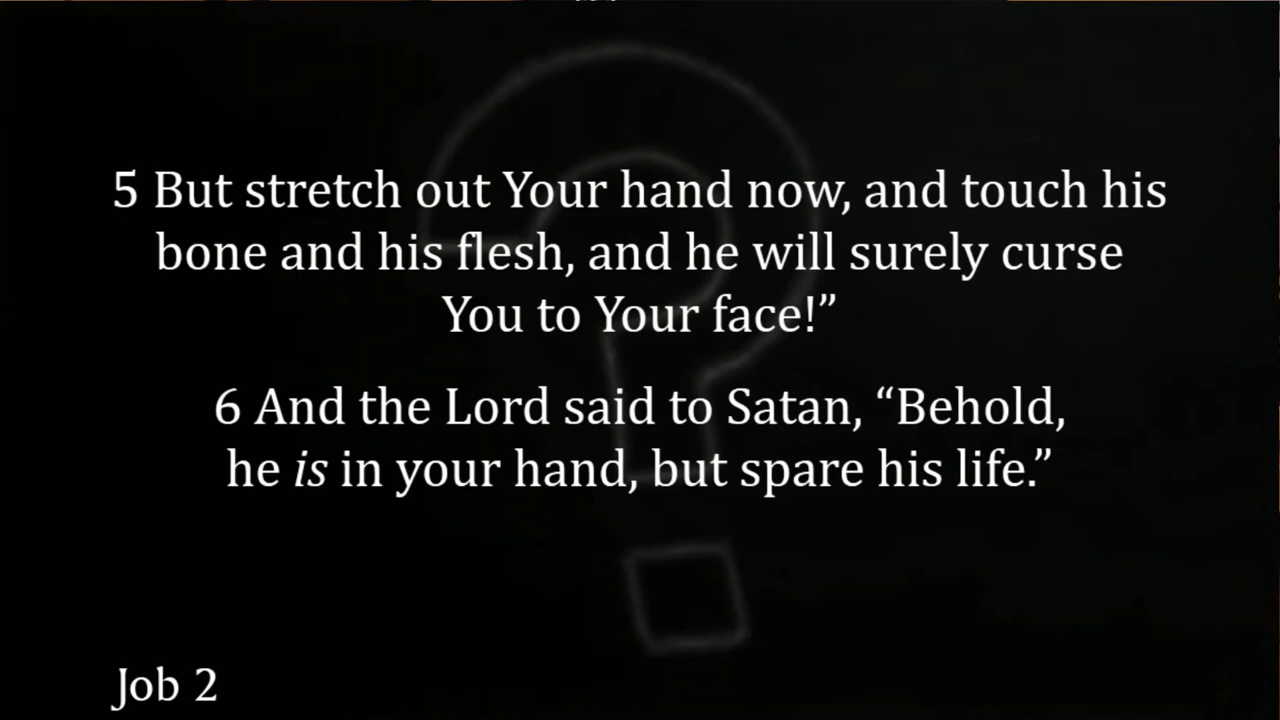 5 But stretch out Your hand now, and touch his
bone and his flesh, and he will surely curse
You to Your face!”
6 And the Lord said to Satan, “Behold,
he is in your hand, but spare his life.”
Job 2